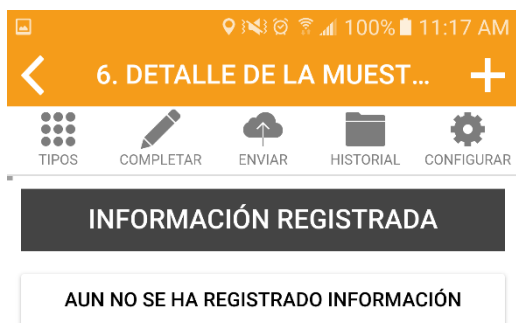 100% 11:17 AM
6. DETALLE DE LA MUEST...
TIPOS COMPLETAR ENVIAR HISTORIAL CONFIGURAR
INFORMACIÓN REGISTRADA
AUN NO SE HA REGISTRADO INFORMACIÓN